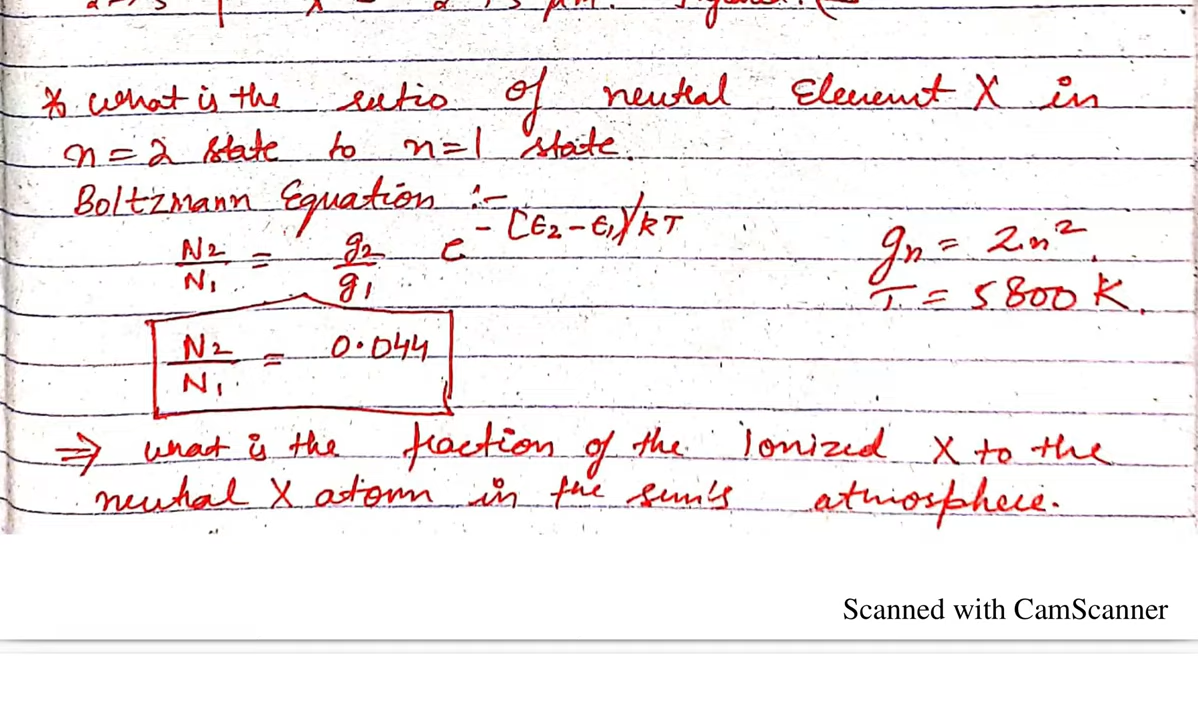 * what is the ratio of neutral Element X in
n = 2 state to n = 1 state.
Boltzmann Equation :-
N2/N1 = g2/g1 e^-[E2-E1]/kT
gn = 2n²
T = 5800 K.
N2/N1 = 0.044
⇒ what is the fraction of the ionized X to the
neutral X atom in the sun's atmosphere.
Scanned with CamScanner